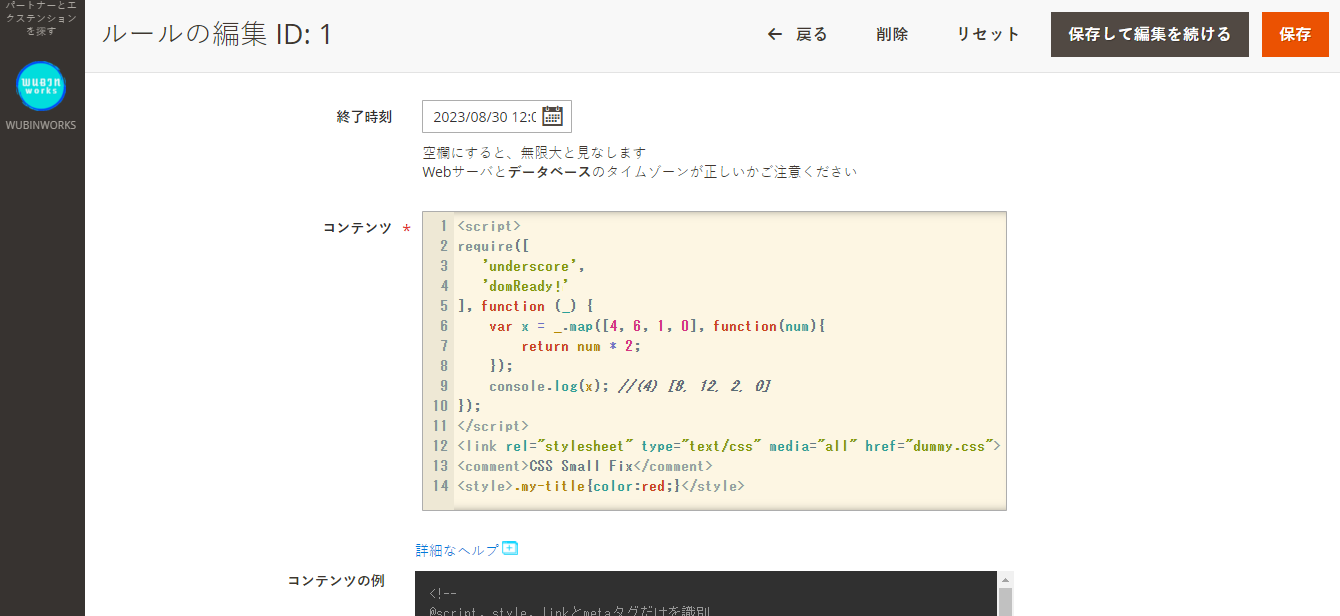 パートナーとエ
クステンション
を探す
พบอาท
works
WUBINWORKS
ルールの編集 ID: 1
← 戻る
削除
リセット
保存して編集を続ける
保存
終了時刻
2023/08/30 12:0
空欄にすると、無限大と見なします
Webサーバとデータベースのタイムゾーンが正しいかご注意ください
コンテンツ *
1 <script>
2 require([
3 'underscore',
4 'domReady!'
5 ], function (_) {
6 var x = _.map([4, 6, 1, 0], function(num){
7 return num * 2;
8 });
9 console.log(x); //(4) [8, 12, 2, 0]
10 });
11 </script>
12 <link rel="stylesheet" type="text/css" media="all" href="dummy.css">
13 <comment>CSS Small Fix</comment>
14 <style>.my-title{color:red;}</style>
詳細なヘルプ
コンテンツの例
<!--
@script, style, linkとmetaタグだけを識別